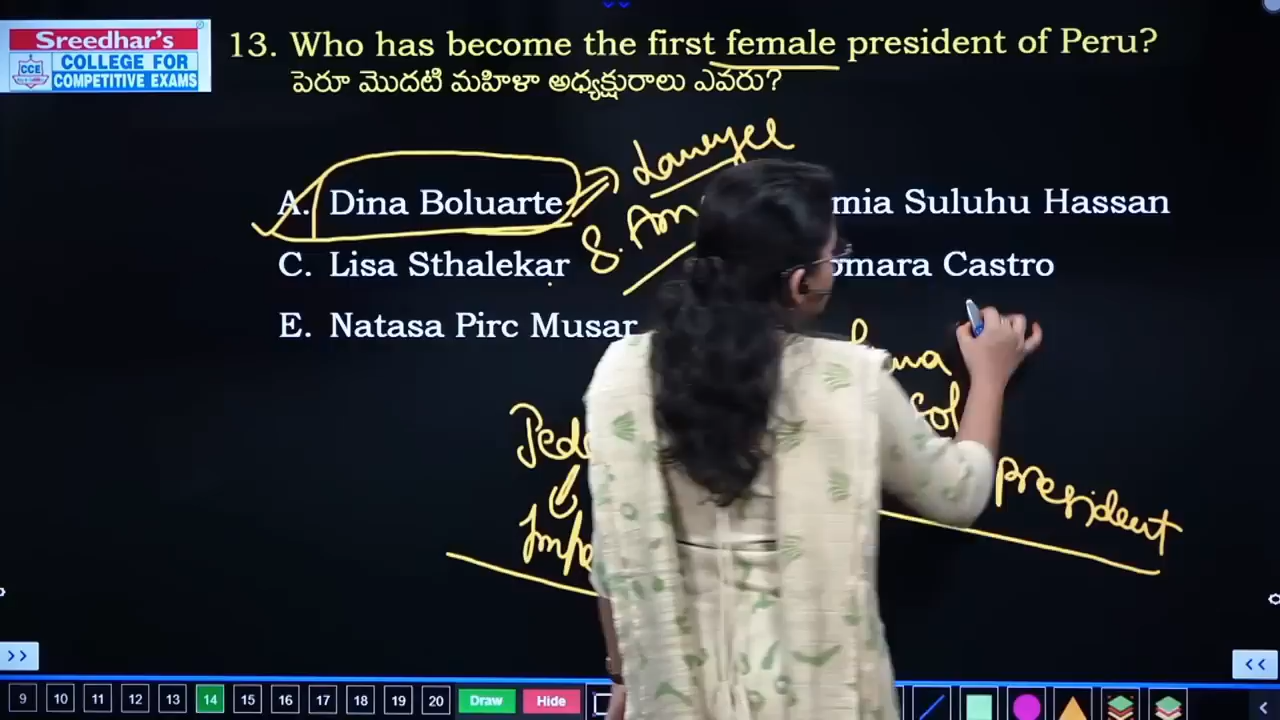 Sreedhar's
CCE
COLLEGE FOR
COMPETITIVE EXAMS
13. Who has become the first female president of Peru?
పెరూ మొదటి మహిళా అధ్యక్షురాలు ఎవరు?
A. Dina Boluarte
mia Suluhu Hassan
S. Am
C. Lisa Sthalekar
omara Castro
E. Natasa Pirc Musar
president
>>
<<
9 10 11 12 13 14 15 16 17 18 19 20 Draw Hide
<